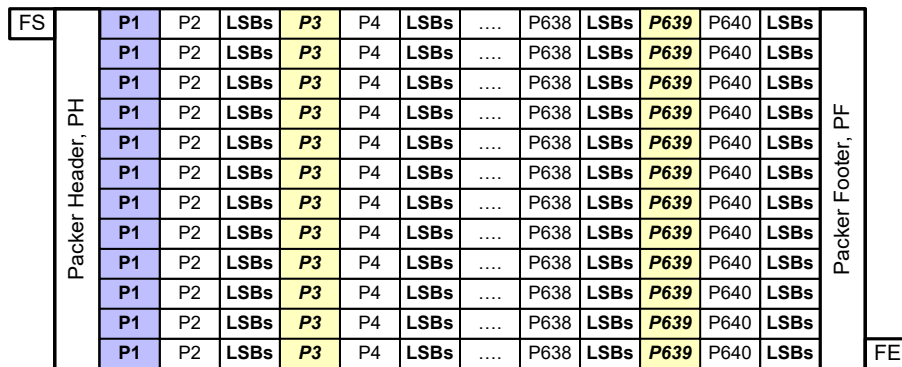 FS P1 P2 LSBs P3 P4 LSBs .... P638 LSBs P639 P640 LSBs
P1 P2 LSBs P3 P4 LSBs .... P638 LSBs P639 P640 LSBs
P1 P2 LSBs P3 P4 LSBs .... P638 LSBs P639 P640 LSBs
P1 P2 LSBs P3 P4 LSBs .... P638 LSBs P639 P640 LSBs
P1 P2 LSBs P3 P4 LSBs .... P638 LSBs P639 P640 LSBs
P1 P2 LSBs P3 P4 LSBs .... P638 LSBs P639 P640 LSBs
P1 P2 LSBs P3 P4 LSBs .... P638 LSBs P639 P640 LSBs
P1 P2 LSBs P3 P4 LSBs .... P638 LSBs P639 P640 LSBs
P1 P2 LSBs P3 P4 LSBs .... P638 LSBs P639 P640 LSBs
P1 P2 LSBs P3 P4 LSBs .... P638 LSBs P639 P640 LSBs
P1 P2 LSBs P3 P4 LSBs .... P638 LSBs P639 P640 LSBs
P1 P2 LSBs P3 P4 LSBs .... P638 LSBs P639 P640 LSBs FE
Packer Header, PH
Packer Footer, PF